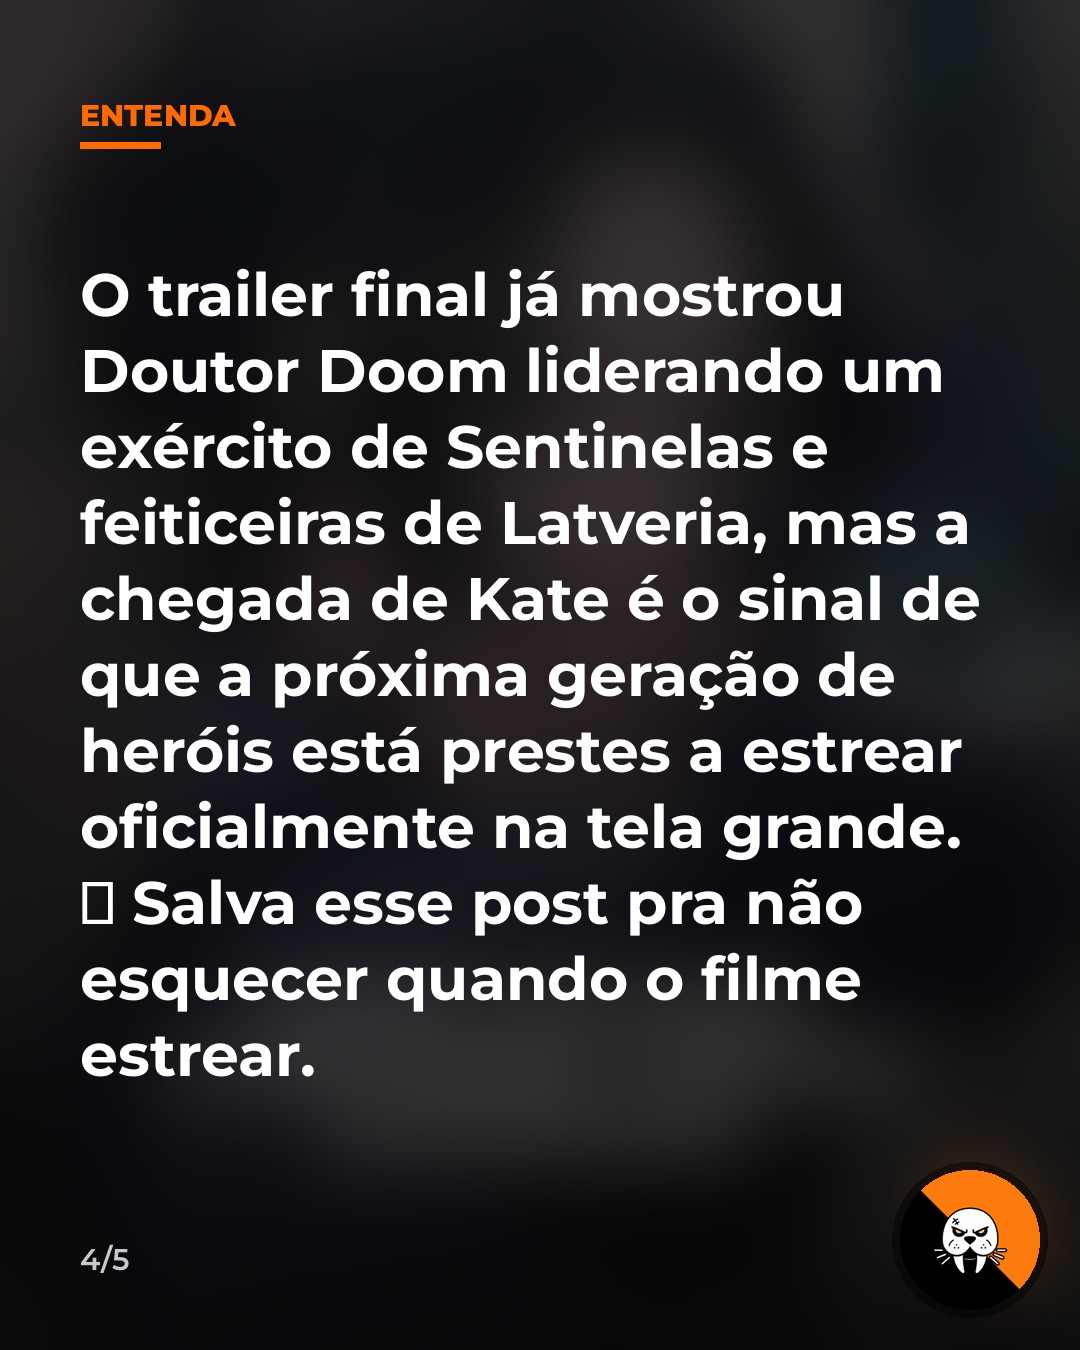 ENTENDA
O trailer final já mostrou
Doutor Doom liderando um
exército de Sentinelas e
feiticeiras de Latveria, mas a
chegada de Kate é o sinal de
que a próxima geração de
heróis está prestes a estrear
oficialmente na tela grande.
▯ Salva esse post pra não
esquecer quando o filme
estrear.
4/5